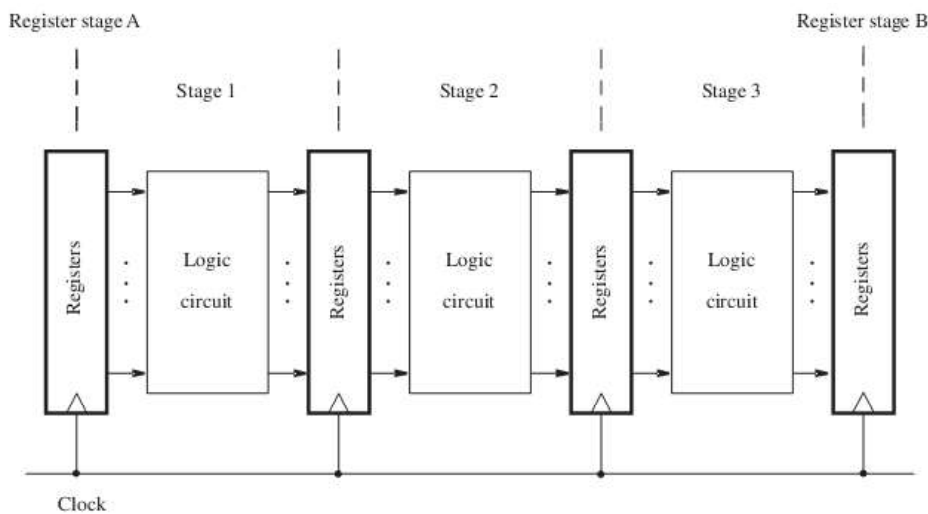 Register stage A
Register stage B
Stage 1
Stage 2
Stage 3
Registers
Logic
circuit
Registers
Logic
circuit
Registers
Logic
circuit
Registers
Clock